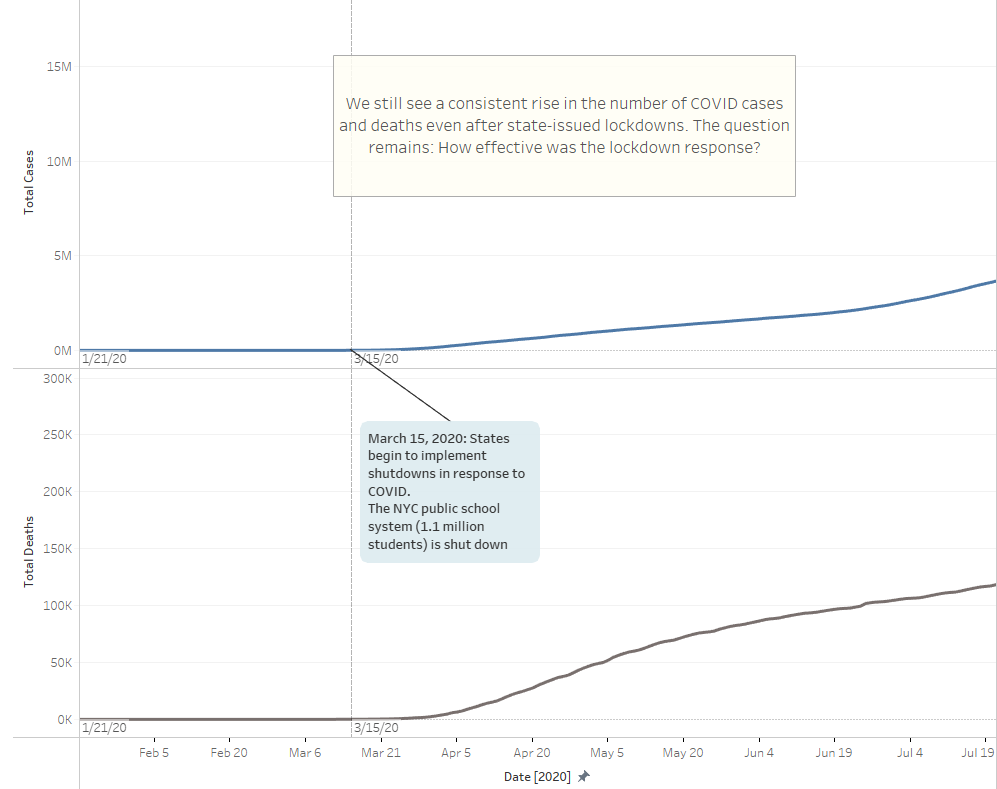 15M
We still see a consistent rise in the number of COVID cases
and deaths even after state-issued lockdowns. The question
remains: How effective was the lockdown response?
10M
Total Cases
5M
0M
1/21/20
3/15/20
300K
250K
200K
150K
100K
50K
0K
Total Deaths
March 15, 2020: States
begin to implement
shutdowns in response to
COVID.
The NYC public school
system (1.1 million
students) is shut down
1/21/20
3/15/20
Feb 5
Feb 20
Mar 6
Mar 21
Apr 5
Apr 20
May 5
May 20
Jun 4
Jun 19
Jul 4
Jul 19
Date [2020]